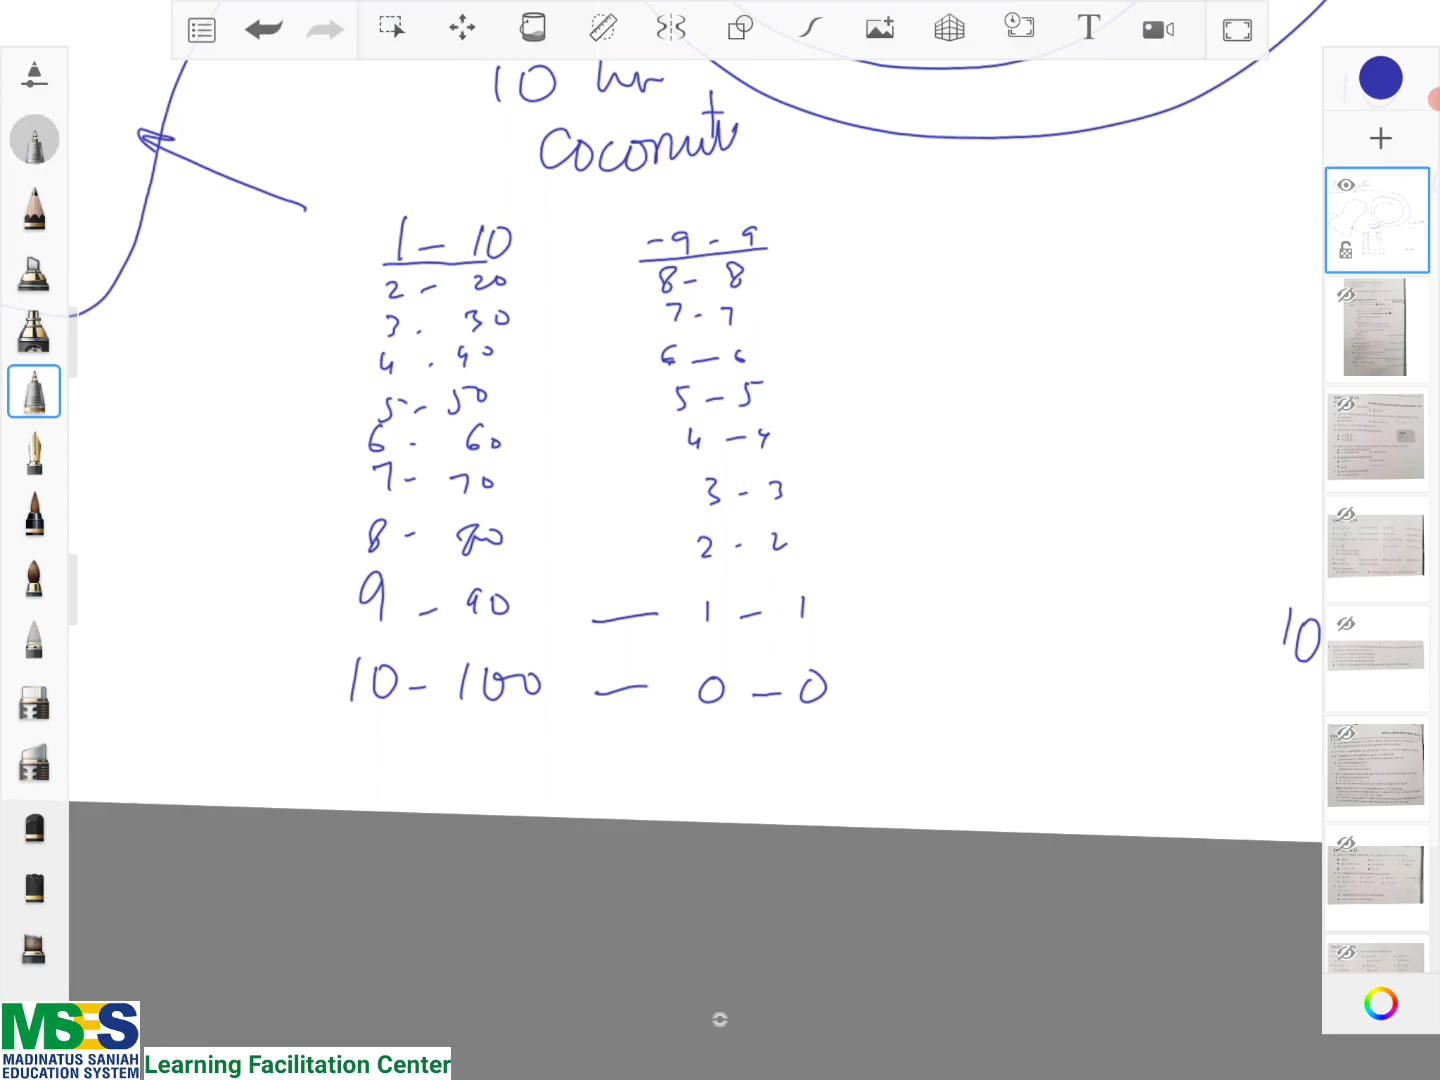 T
10 hr
Coconut
1 - 10
2 - 20
3 . 30
4 . 40
5 - 50
6 - 60
7 - 70
8 - 80
9 - 90
10 - 100
- 9 - 9
8 - 8
7 - 7
6 - 6
5 - 5
4 - 4
3 - 3
2 - 2
— 1 - 1
— 0 - 0
10
MSES
MADINATUS SANIAH
EDUCATION SYSTEM
Learning Facilitation Center